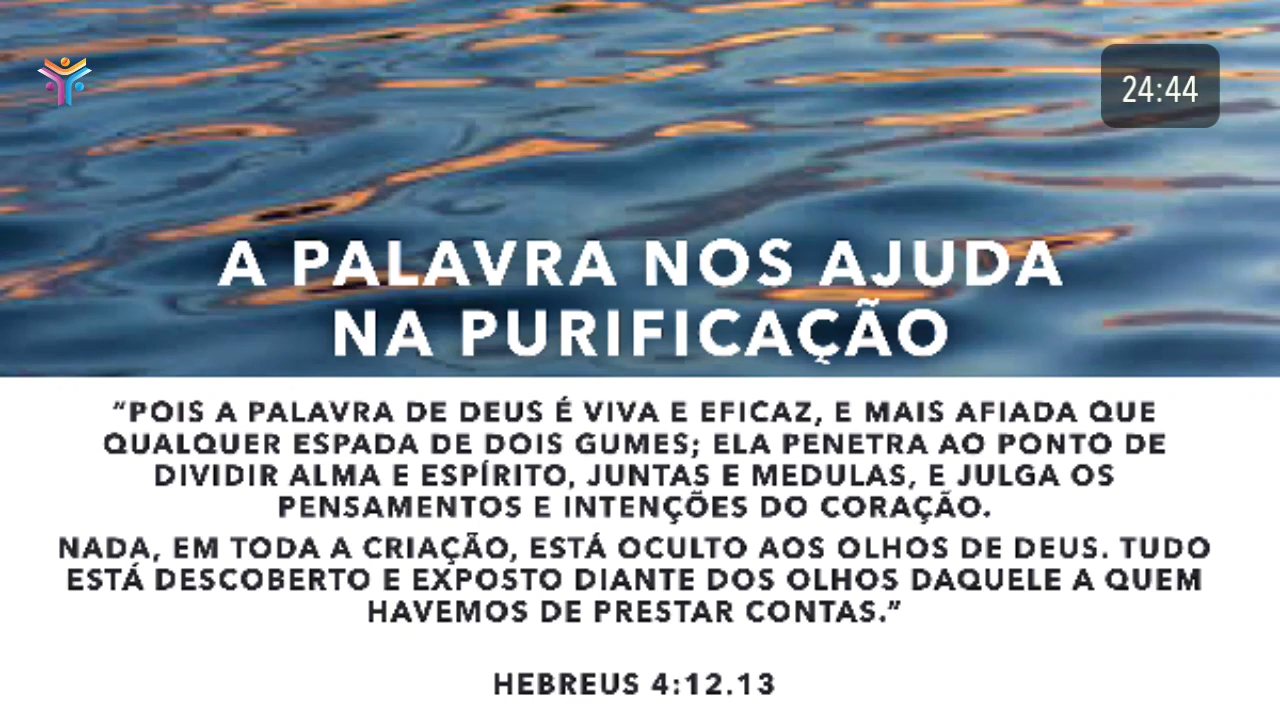 24:44
A PALAVRA NOS AJUDA
NA PURIFICAÇÃO
"POIS A PALAVRA DE DEUS É VIVA E EFICAZ, E MAIS AFIADA QUE
QUALQUER ESPADA DE DOIS GUMES; ELA PENETRA AO PONTO DE
DIVIDIR ALMA E ESPÍRITO, JUNTAS E MEDULAS, E JULGA OS
PENSAMENTOS E INTENÇÕES DO CORAÇÃO.
NADA, EM TODA A CRIAÇÃO, ESTÁ OCULTO AOS OLHOS DE DEUS. TUDO
ESTÁ DESCOBERTO E EXPOSTO DIANTE DOS OLHOS DAQUELE A QUEM
HAVEMOS DE PRESTAR CONTAS."
HEBREUS 4:12.13